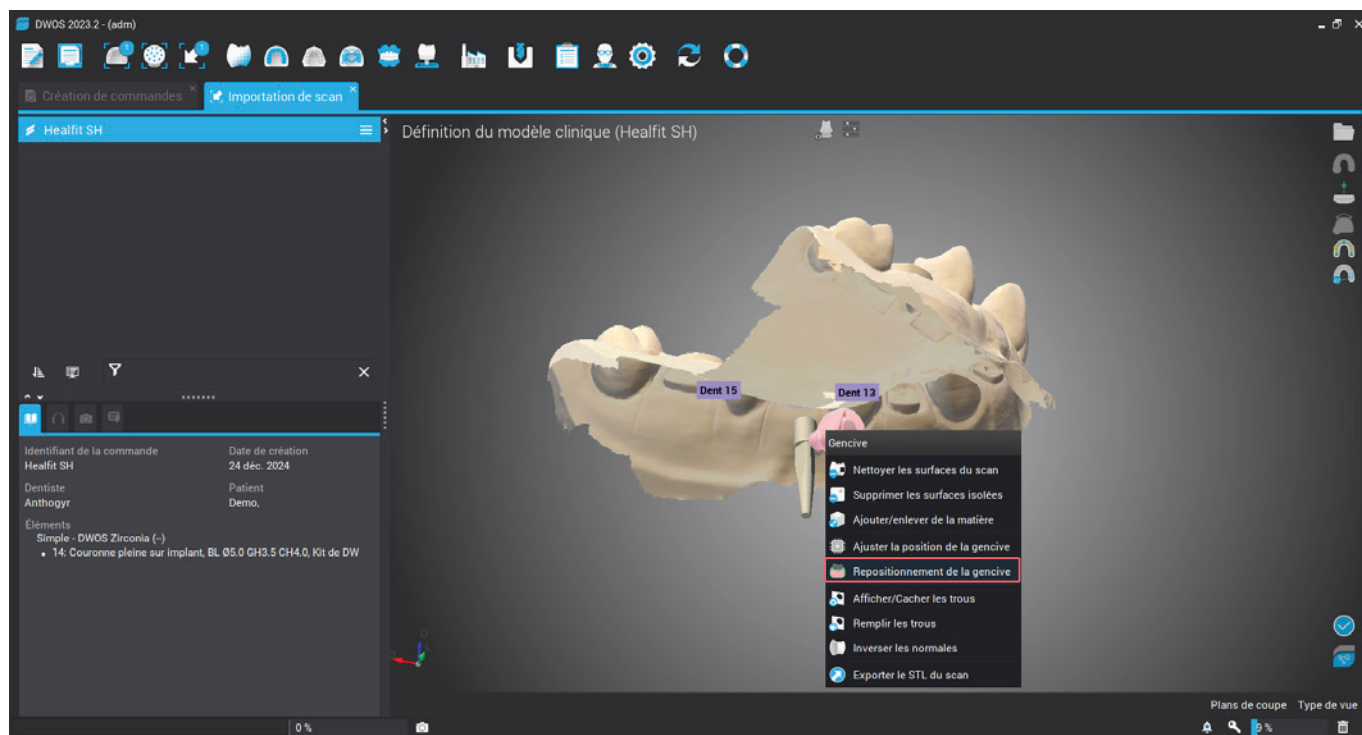 DWOS 2023.2 - (adm)
1
1
Création de commandes
Importation de scan
Healfit SH
Définition du modèle clinique (Healfit SH)
Dent 15
Dent 13
Gencive
Nettoyer les surfaces du scan
Supprimer les surfaces isolées
Ajouter/enlever de la matière
Ajuster la position de la gencive
Repositionnement de la gencive
Afficher/Cacher les trous
Remplir les trous
Inverser les normales
Exporter le STL du scan
Identifiant de la commande
Date de création
Healfit SH
24 déc. 2024
Dentiste
Patient
Anthogyr
Demo,
Éléments
Simple - DWOS Zirconia (--)
14: Couronne pleine sur implant, BL Ø5.0 GH3.5 CH4.0, Kit de DW
Plans de coupe Type de vue
0 %
9 %